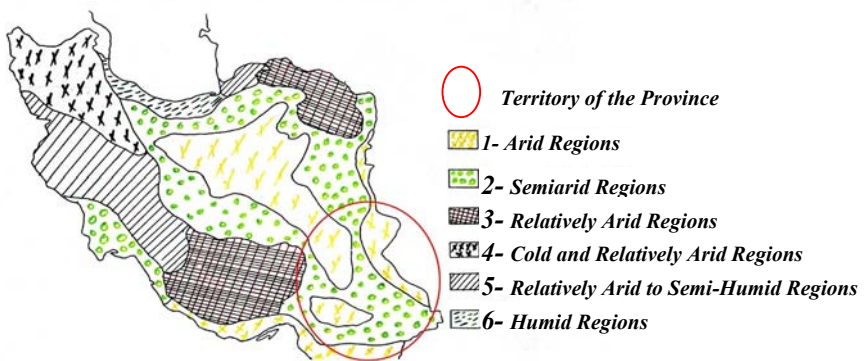 Territory of the Province
1- Arid Regions
2- Semiarid Regions
3- Relatively Arid Regions
4- Cold and Relatively Arid Regions
5- Relatively Arid to Semi-Humid Regions
6- Humid Regions